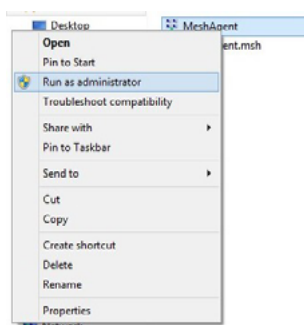 Desktop
MeshAgent
ent.msh
Open
Pin to Start
Run as administrator
Troubleshoot compatibility
Share with
Pin to Taskbar
Send to
Cut
Copy
Create shortcut
Delete
Rename
Properties